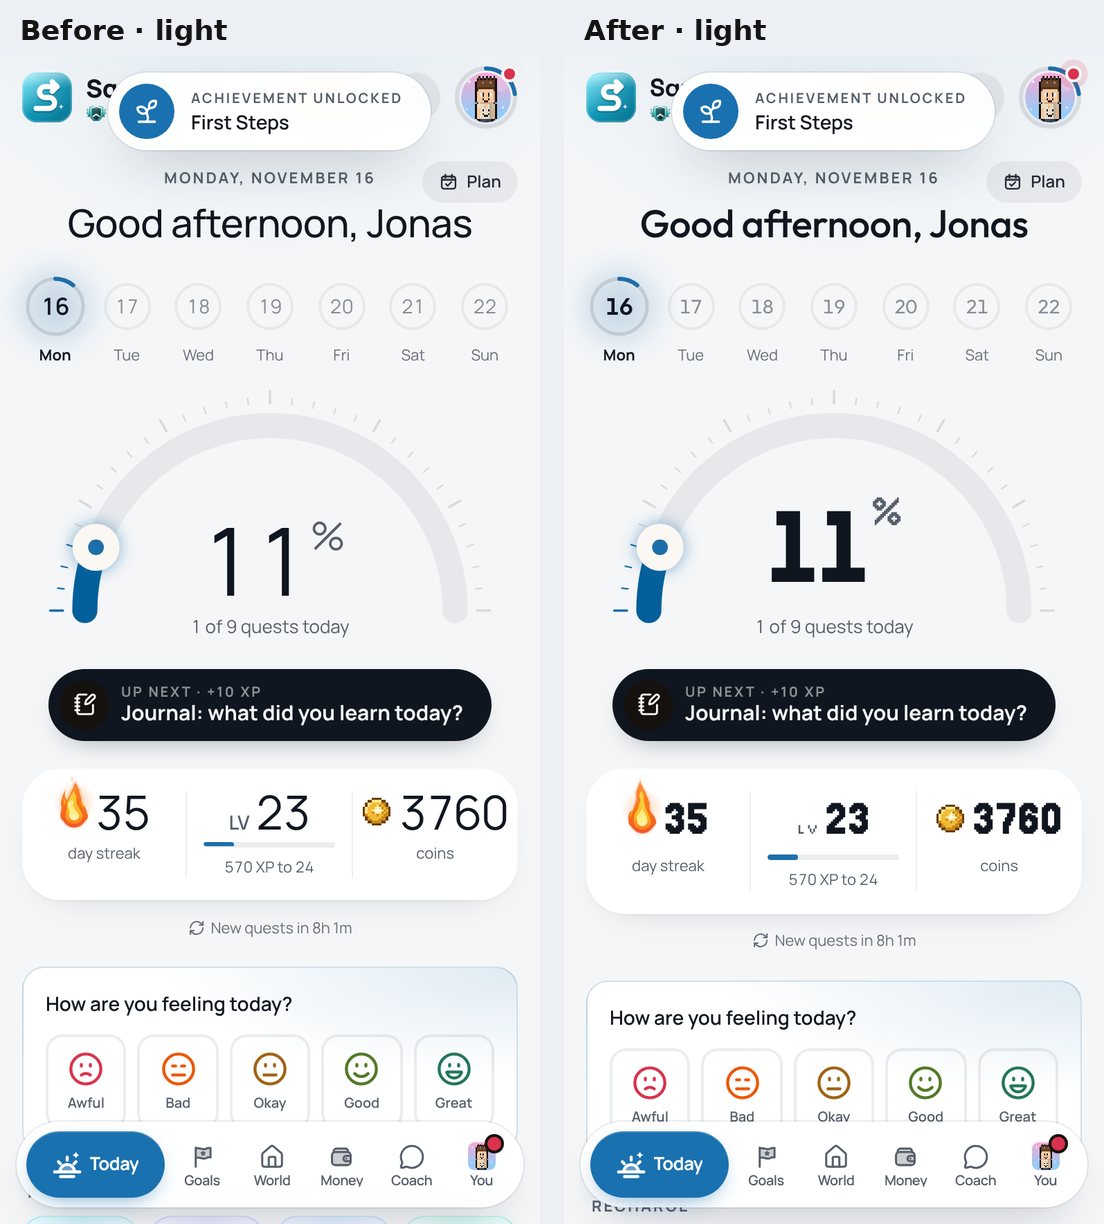 Before · light
ACHIEVEMENT UNLOCKED
First Steps
MONDAY, NOVEMBER 16
Plan
Good afternoon, Jonas
16 17 18 19 20 21 22
Mon Tue Wed Thu Fri Sat Sun
11%
1 of 9 quests today
UP NEXT · +10 XP
Journal: what did you learn today?
35 LV 23 3760
day streak 570 XP to 24 coins
New quests in 8h 1m
How are you feeling today?
Awful Bad Okay Good Great
Today Goals World Money Coach You
After · light
ACHIEVEMENT UNLOCKED
First Steps
MONDAY, NOVEMBER 16
Plan
Good afternoon, Jonas
16 17 18 19 20 21 22
Mon Tue Wed Thu Fri Sat Sun
11%
1 of 9 quests today
UP NEXT · +10 XP
Journal: what did you learn today?
35 LV 23 3760
day streak 570 XP to 24 coins
New quests in 8h 1m
How are you feeling today?
Awful Bad Okay Good Great
Today Goals World Money Coach You
RECHARGE